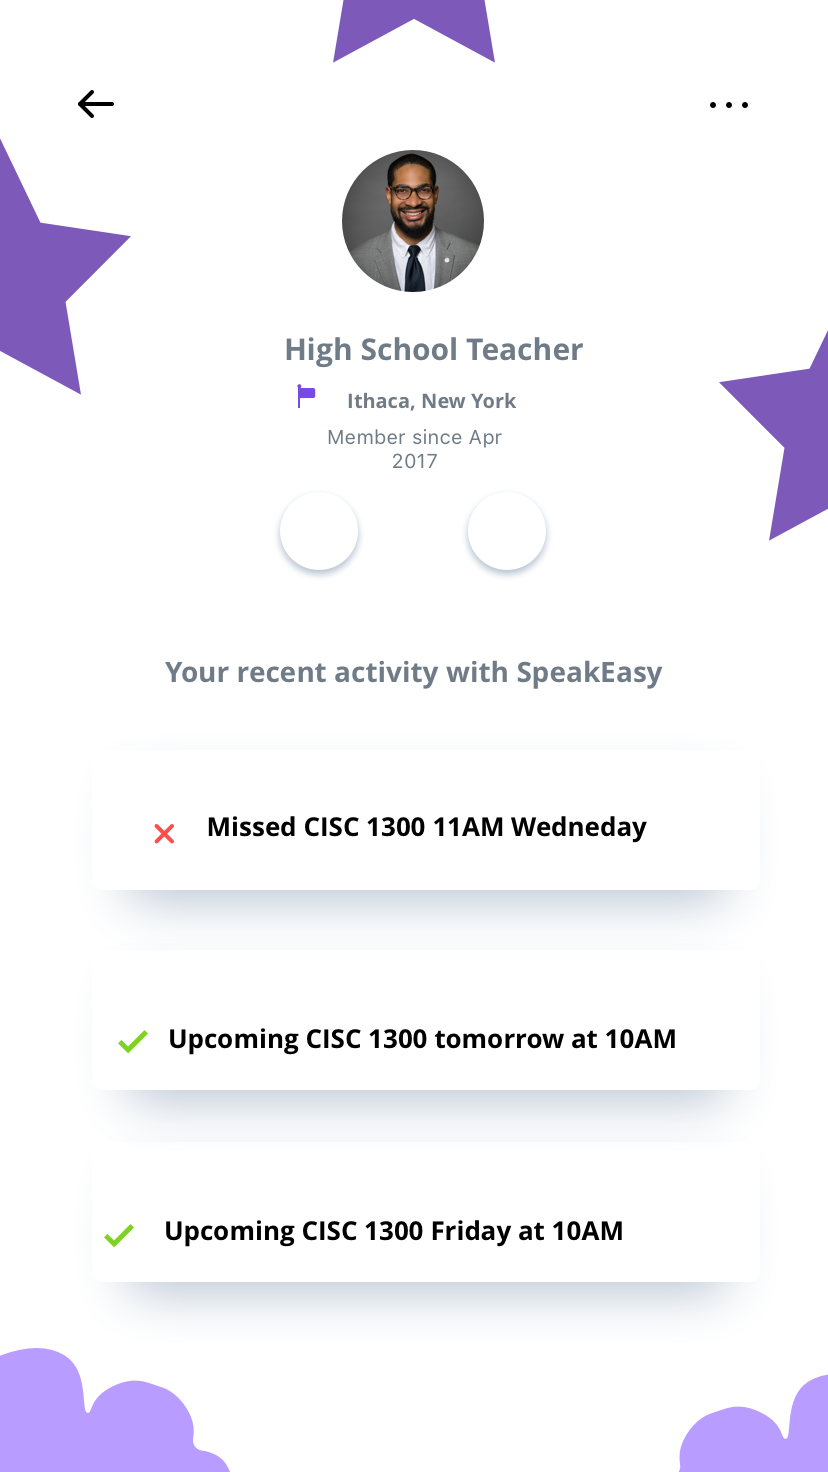 High School Teacher
Ithaca, New York
Member since Apr
2017
Your recent activity with SpeakEasy
Missed CISC 1300 11AM Wedneday
Upcoming CISC 1300 tomorrow at 10AM
Upcoming CISC 1300 Friday at 10AM